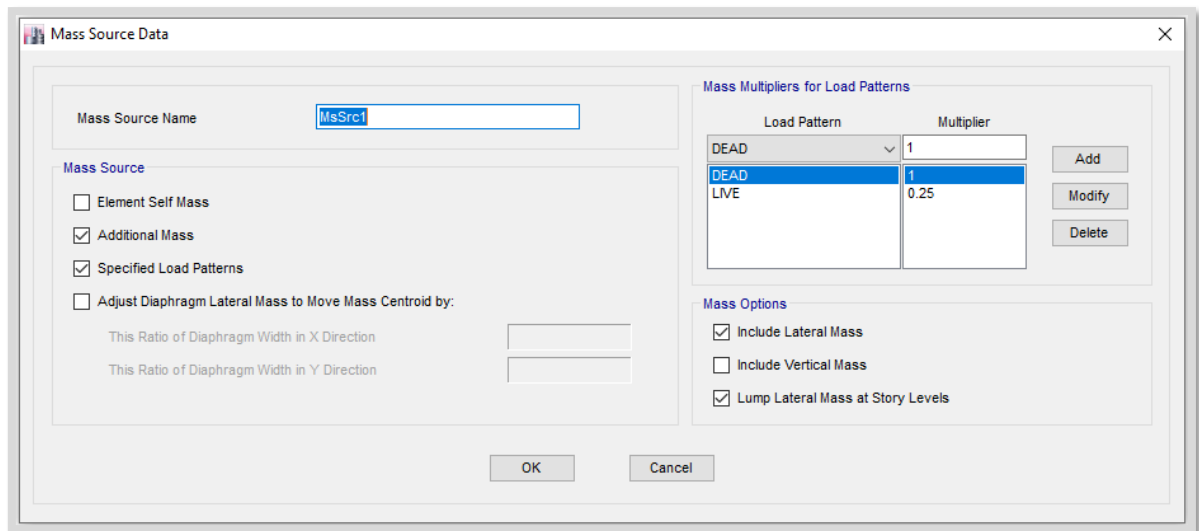 Mass Source Data
Mass Source Name
MsSrc1
Mass Source
Element Self Mass
Additional Mass
Specified Load Patterns
Adjust Diaphragm Lateral Mass to Move Mass Centroid by:
This Ratio of Diaphragm Width in X Direction
This Ratio of Diaphragm Width in Y Direction
Mass Multipliers for Load Patterns
Load Pattern Multiplier
DEAD 1
DEAD 1
LIVE 0.25
Add
Modify
Delete
Mass Options
Include Lateral Mass
Include Vertical Mass
Lump Lateral Mass at Story Levels
OK Cancel